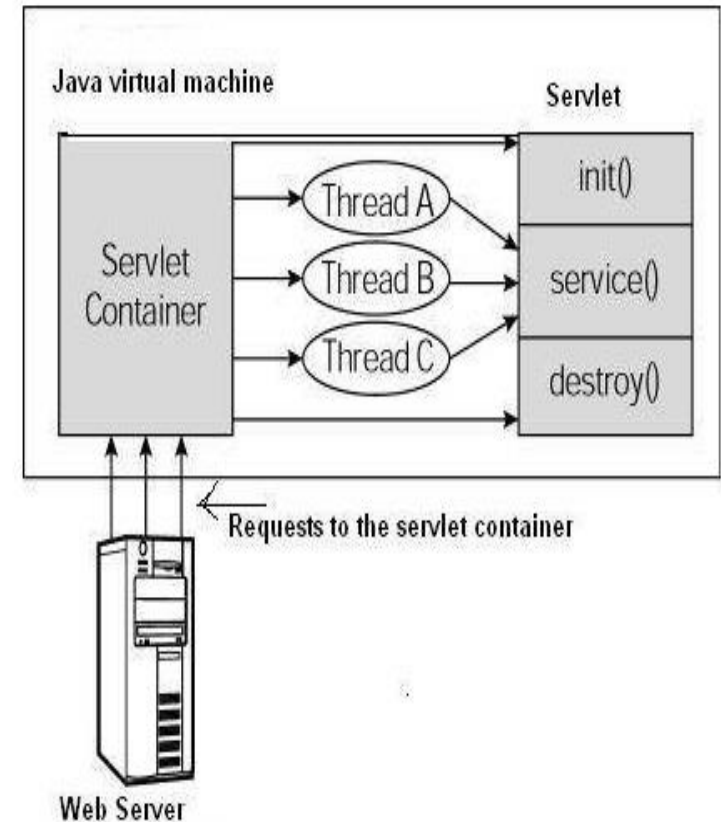 Java virtual machine
Servlet
Servlet
Container
Thread A
Thread B
Thread C
init()
service()
destroy()
Requests to the servlet container
Web Server